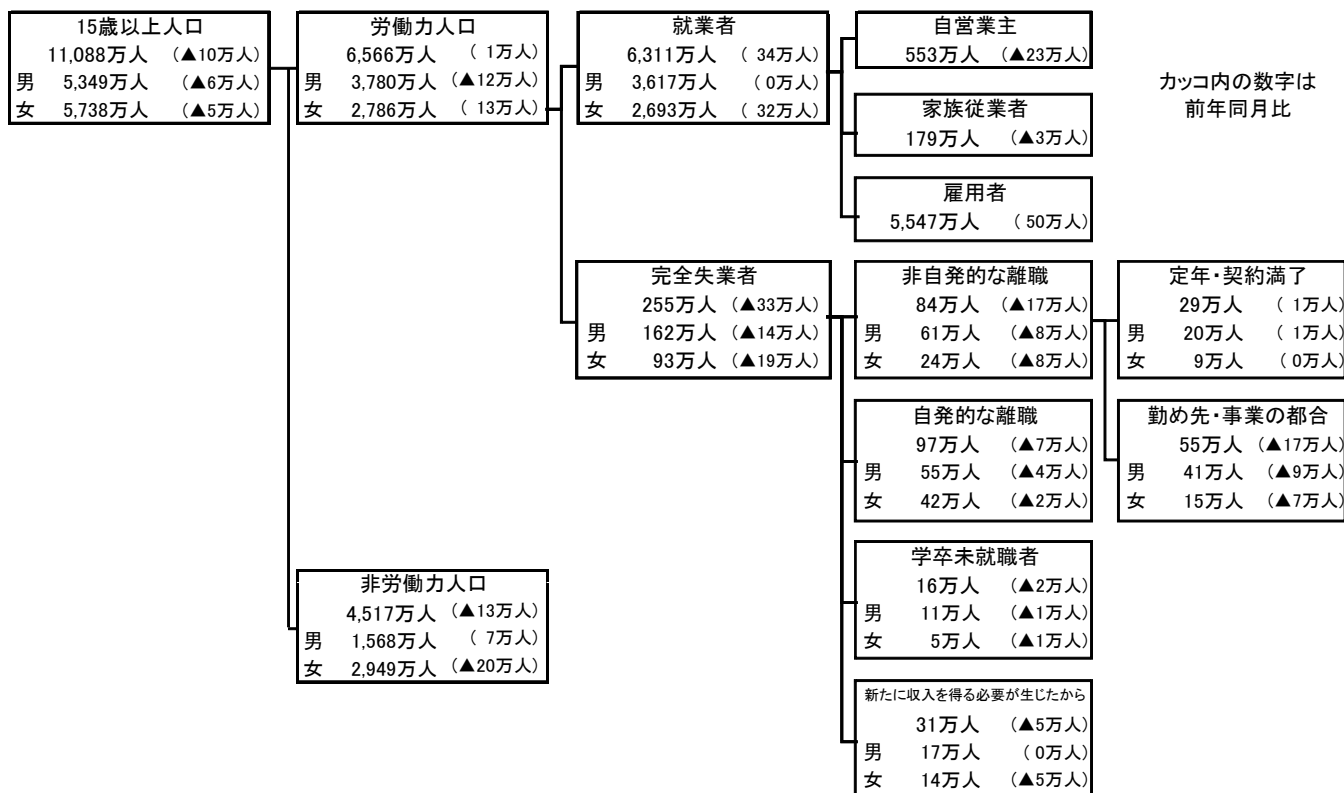 15歳以上人口
11,088万人 (▲10万人)
男 5,349万人 (▲6万人)
女 5,738万人 (▲5万人)
労働力人口
6,566万人 ( 1万人)
男 3,780万人 (▲12万人)
女 2,786万人 ( 13万人)
就業者
6,311万人 ( 34万人)
男 3,617万人 ( 0万人)
女 2,693万人 ( 32万人)
自営業主
553万人 (▲23万人)
カッコ内の数字は
前年同月比
家族従業者
179万人 (▲3万人)
雇用者
5,547万人 ( 50万人)
完全失業者
255万人 (▲33万人)
男 162万人 (▲14万人)
女 93万人 (▲19万人)
非自発的な離職
84万人 (▲17万人)
男 61万人 (▲8万人)
女 24万人 (▲8万人)
定年・契約満了
29万人 ( 1万人)
男 20万人 ( 1万人)
女 9万人 ( 0万人)
自発的な離職
97万人 (▲7万人)
男 55万人 (▲4万人)
女 42万人 (▲2万人)
勤め先・事業の都合
55万人 (▲17万人)
男 41万人 (▲9万人)
女 15万人 (▲7万人)
学卒未就職者
16万人 (▲2万人)
男 11万人 (▲1万人)
女 5万人 (▲1万人)
非労働力人口
4,517万人 (▲13万人)
男 1,568万人 ( 7万人)
女 2,949万人 (▲20万人)
新たに収入を得る必要が生じたから
31万人 (▲5万人)
男 17万人 ( 0万人)
女 14万人 (▲5万人)